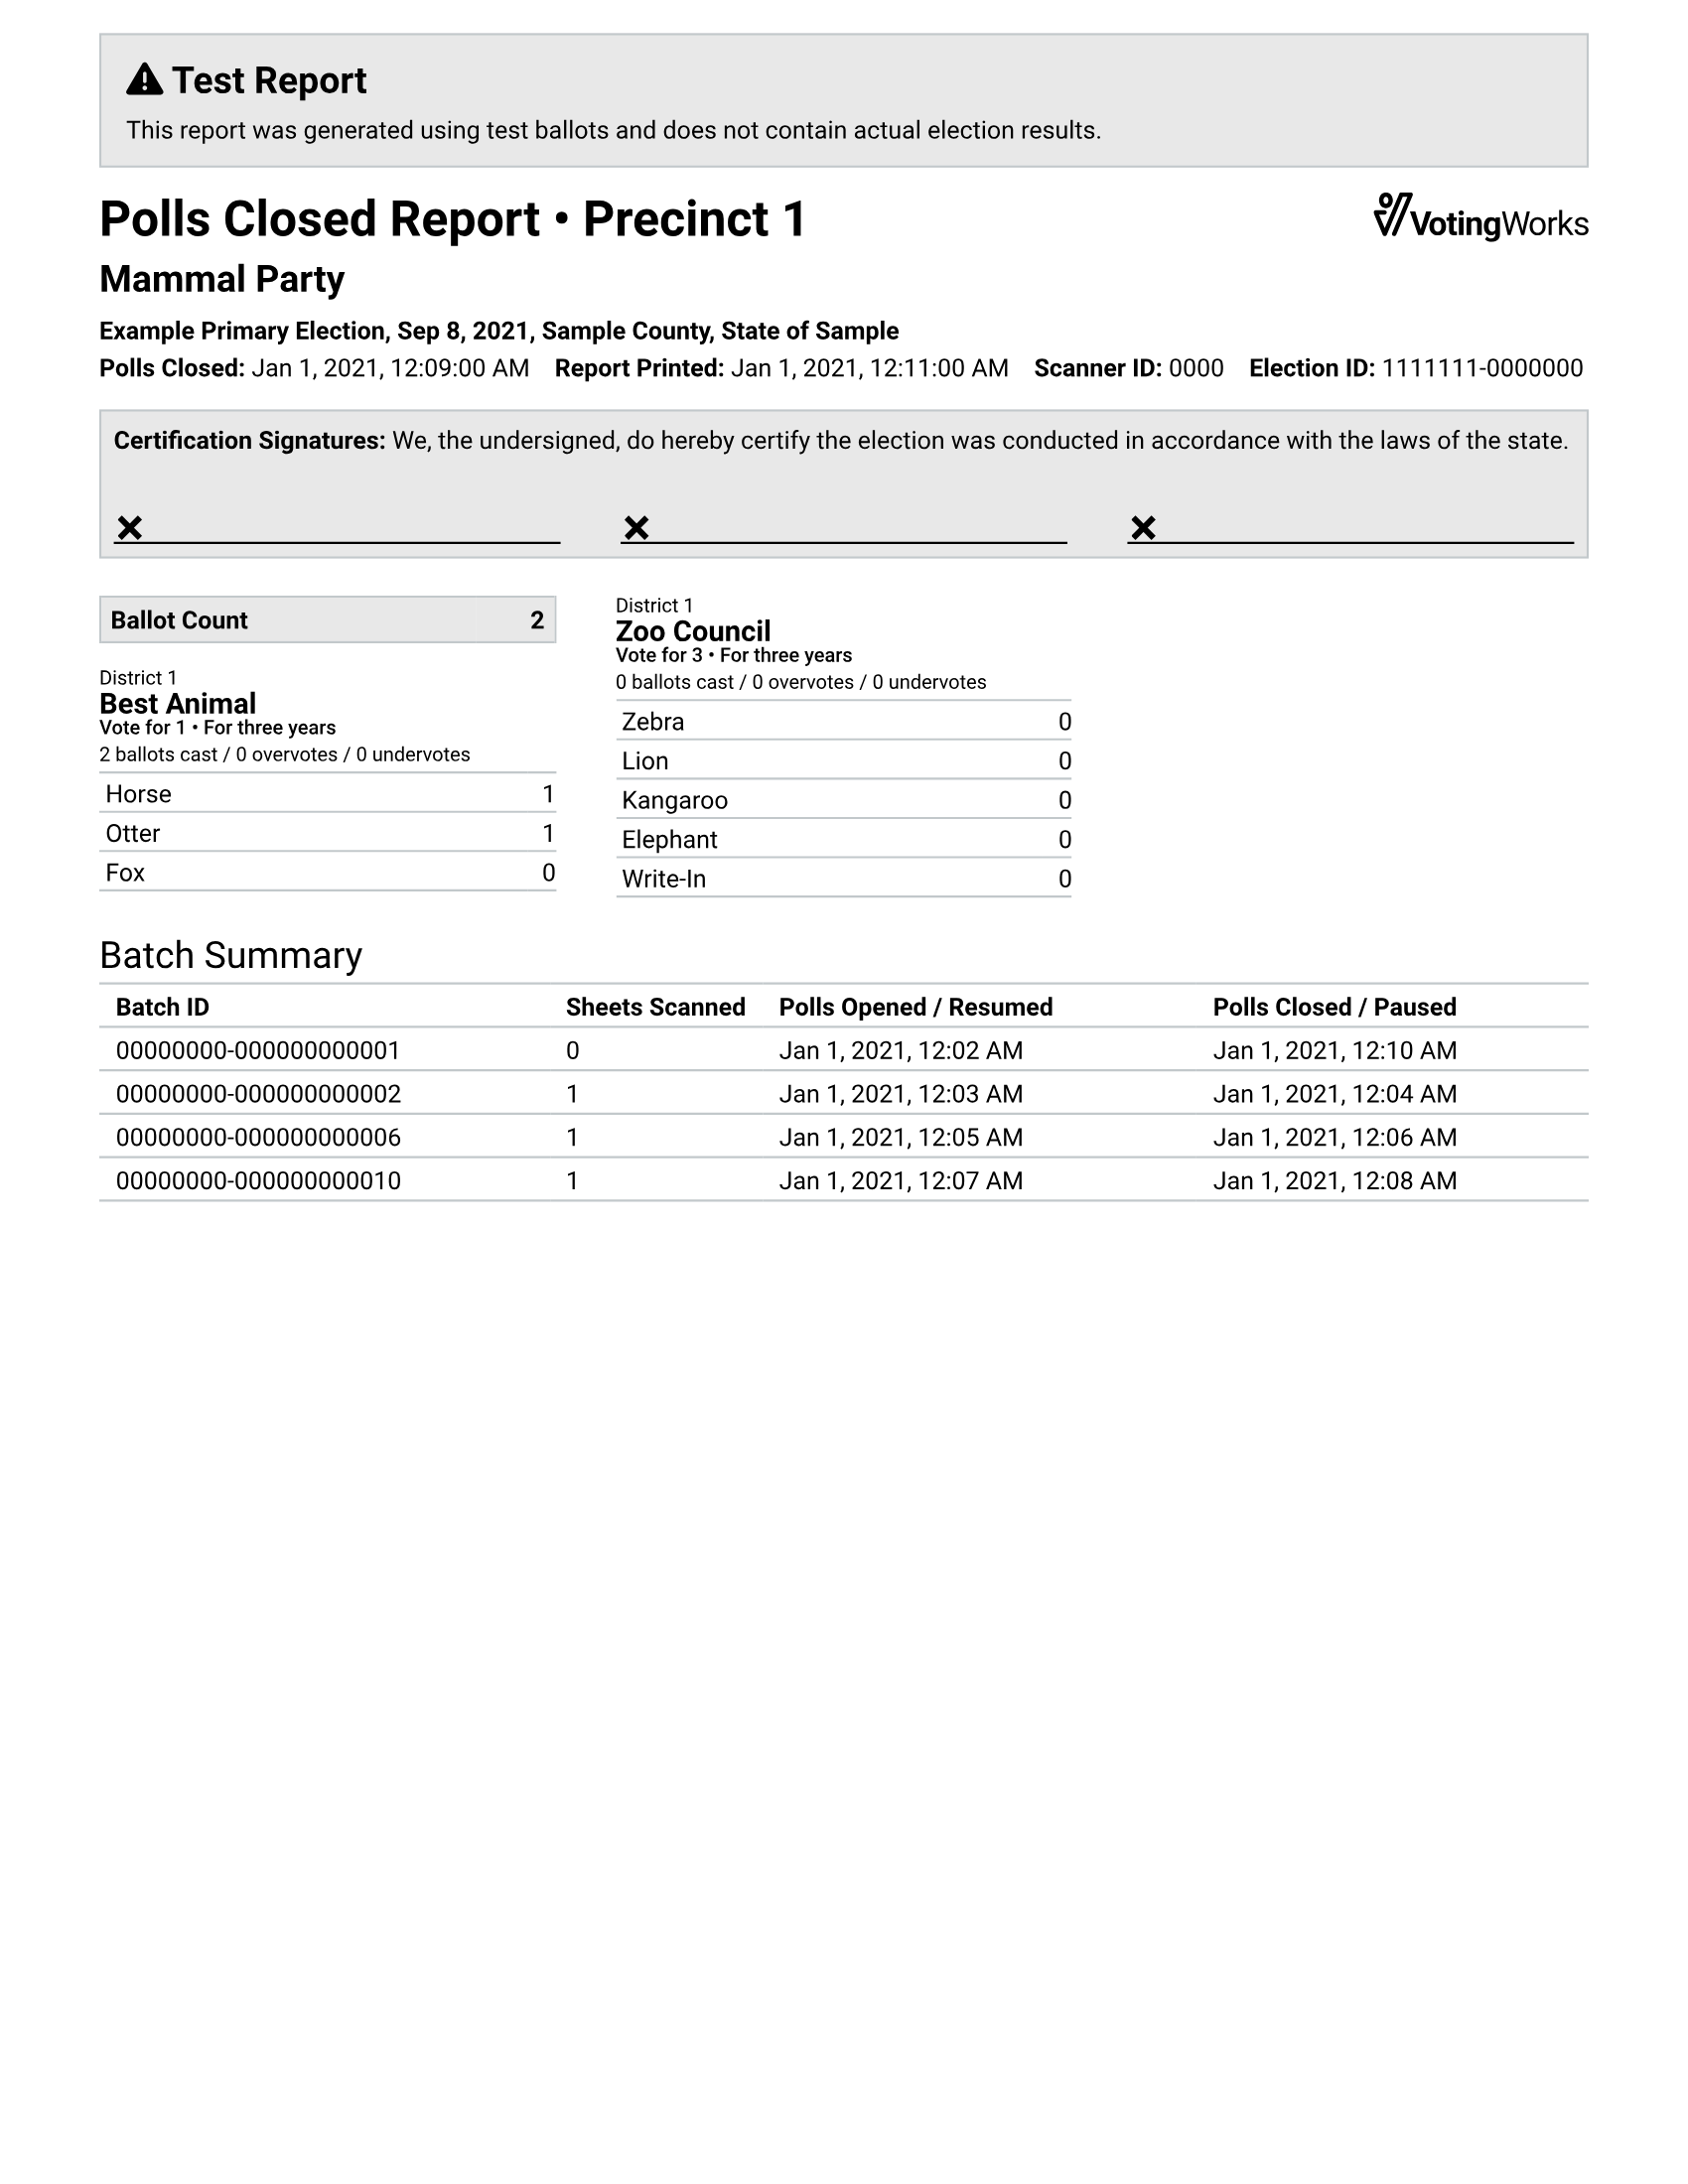 Test Report
This report was generated using test ballots and does not contain actual election results.
Polls Closed Report • Precinct 1
VotingWorks
Mammal Party
Example Primary Election, Sep 8, 2021, Sample County, State of Sample
Polls Closed: Jan 1, 2021, 12:09:00 AM Report Printed: Jan 1, 2021, 12:11:00 AM Scanner ID: 0000 Election ID: 1111111-0000000
Certification Signatures: We, the undersigned, do hereby certify the election was conducted in accordance with the laws of the state.
Ballot Count 2
District 1
Best Animal
Vote for 1 • For three years
2 ballots cast / 0 overvotes / 0 undervotes
Horse 1
Otter 1
Fox 0
District 1
Zoo Council
Vote for 3 • For three years
0 ballots cast / 0 overvotes / 0 undervotes
Zebra 0
Lion 0
Kangaroo 0
Elephant 0
Write-In 0
Batch Summary
Batch ID Sheets Scanned Polls Opened / Resumed Polls Closed / Paused
00000000-000000000001 0 Jan 1, 2021, 12:02 AM Jan 1, 2021, 12:10 AM
00000000-000000000002 1 Jan 1, 2021, 12:03 AM Jan 1, 2021, 12:04 AM
00000000-000000000006 1 Jan 1, 2021, 12:05 AM Jan 1, 2021, 12:06 AM
00000000-000000000010 1 Jan 1, 2021, 12:07 AM Jan 1, 2021, 12:08 AM